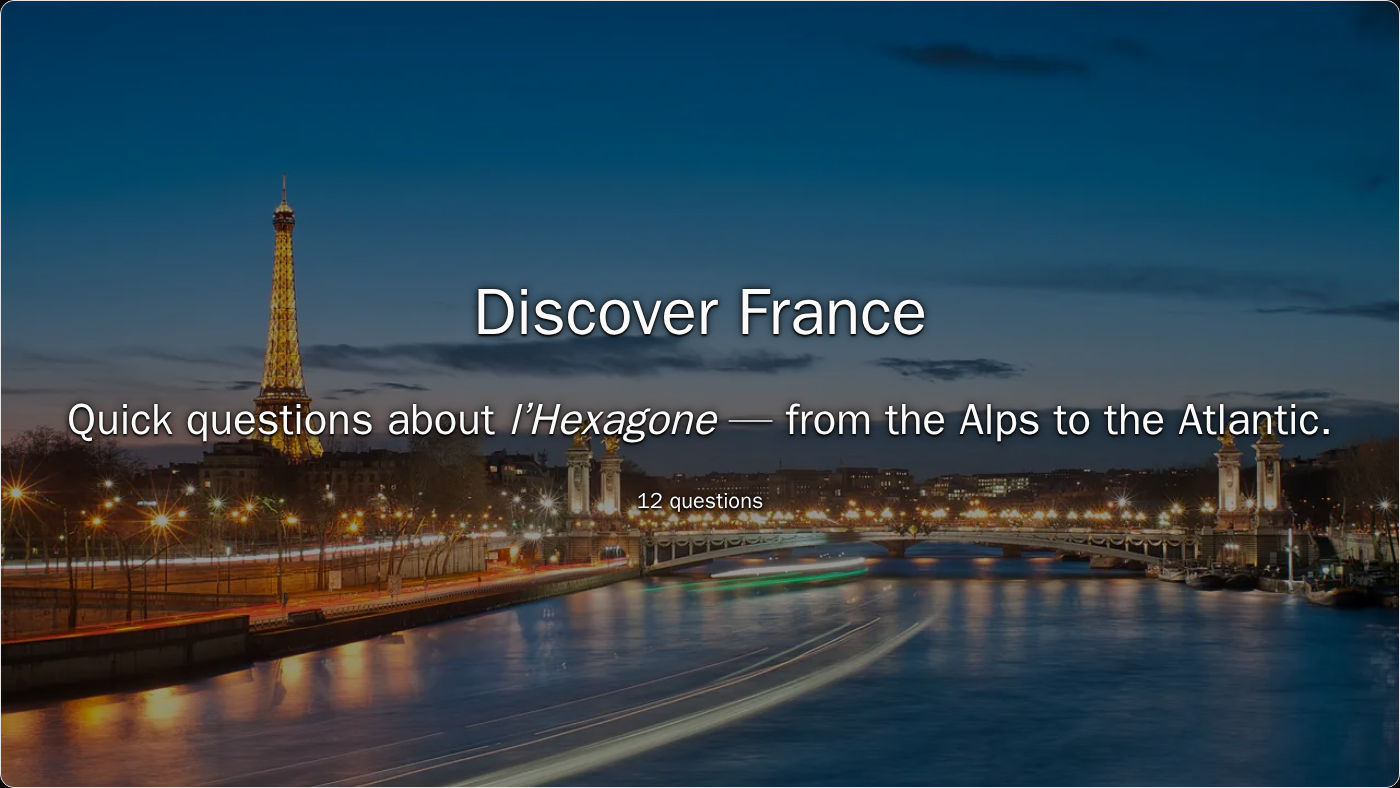 Discover France
Quick questions about l’Hexagone — from the Alps to the Atlantic.
12 questions